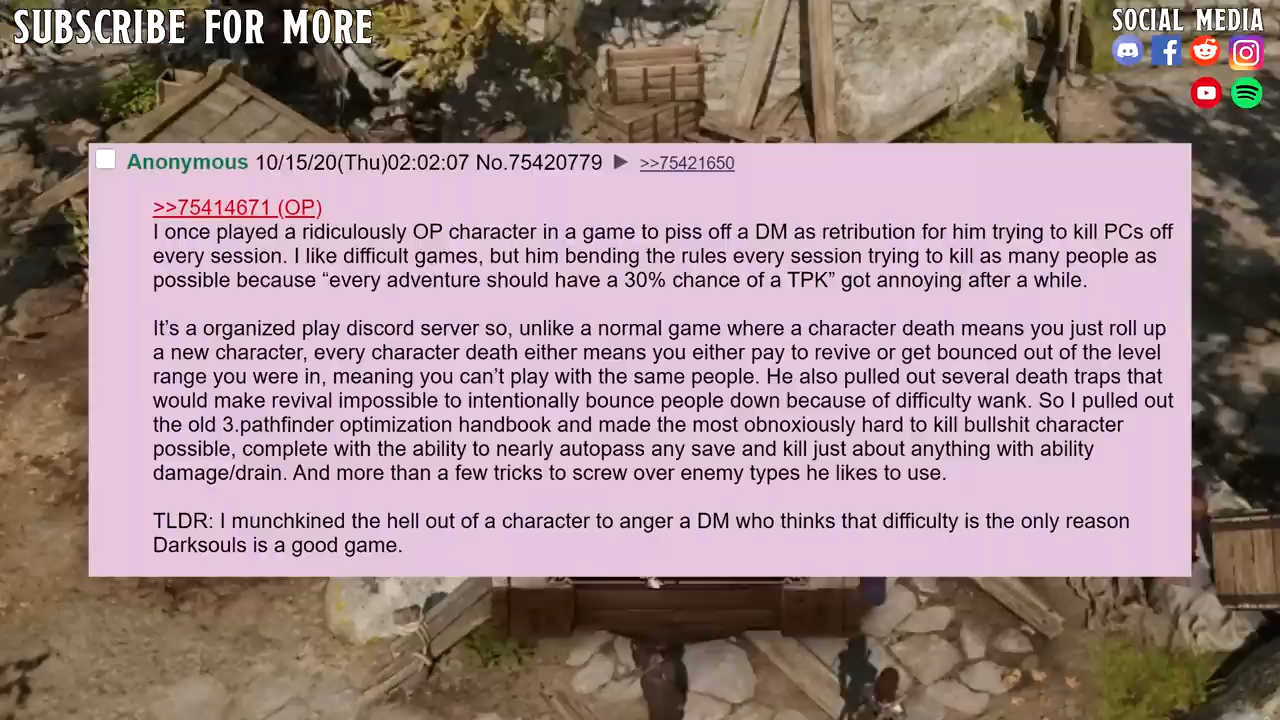 SUBSCRIBE FOR MORE
SOCIAL MEDIA
Anonymous 10/15/20(Thu)02:02:07 No.75420779 ▶ >>75421650
>>75414671 (OP)
I once played a ridiculously OP character in a game to piss off a DM as retribution for him trying to kill PCs off
every session. I like difficult games, but him bending the rules every session trying to kill as many people as
possible because “every adventure should have a 30% chance of a TPK” got annoying after a while.
It’s a organized play discord server so, unlike a normal game where a character death means you just roll up
a new character, every character death either means you either pay to revive or get bounced out of the level
range you were in, meaning you can’t play with the same people. He also pulled out several death traps that
would make revival impossible to intentionally bounce people down because of difficulty wank. So I pulled out
the old 3.pathfinder optimization handbook and made the most obnoxiously hard to kill bullshit character
possible, complete with the ability to nearly autopass any save and kill just about anything with ability
damage/drain. And more than a few tricks to screw over enemy types he likes to use.
TLDR: I munchkined the hell out of a character to anger a DM who thinks that difficulty is the only reason
Darksouls is a good game.